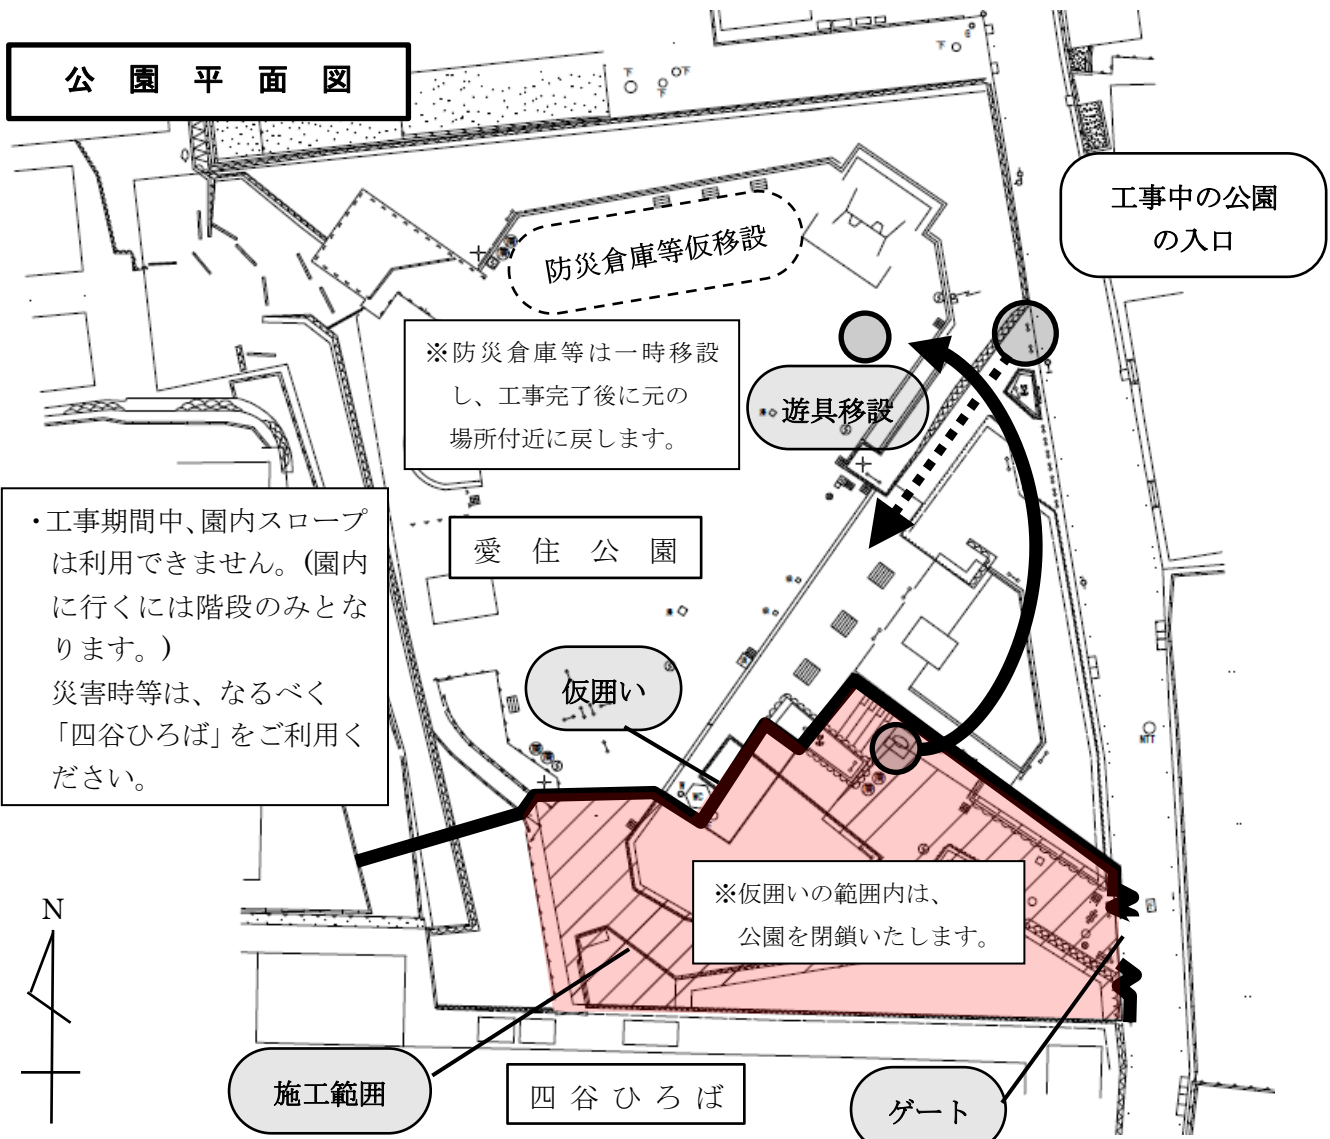 公園平面図
下
下
下
下
工事中の公園
の入口
防災倉庫等仮移設
※防災倉庫等は一時移設
し、工事完了後に元の
場所付近に戻します。
遊具移設
・工事期間中、園内スロープ
は利用できません。(園内
に行くには階段のみとな
ります。)
災害時等は、なるべく
「四谷ひろば」をご利用く
ださい。
愛住公園
仮囲い
NTT
※仮囲いの範囲内は、
公園を閉鎖いたします。
N
施工範囲
四谷ひろば
ゲート